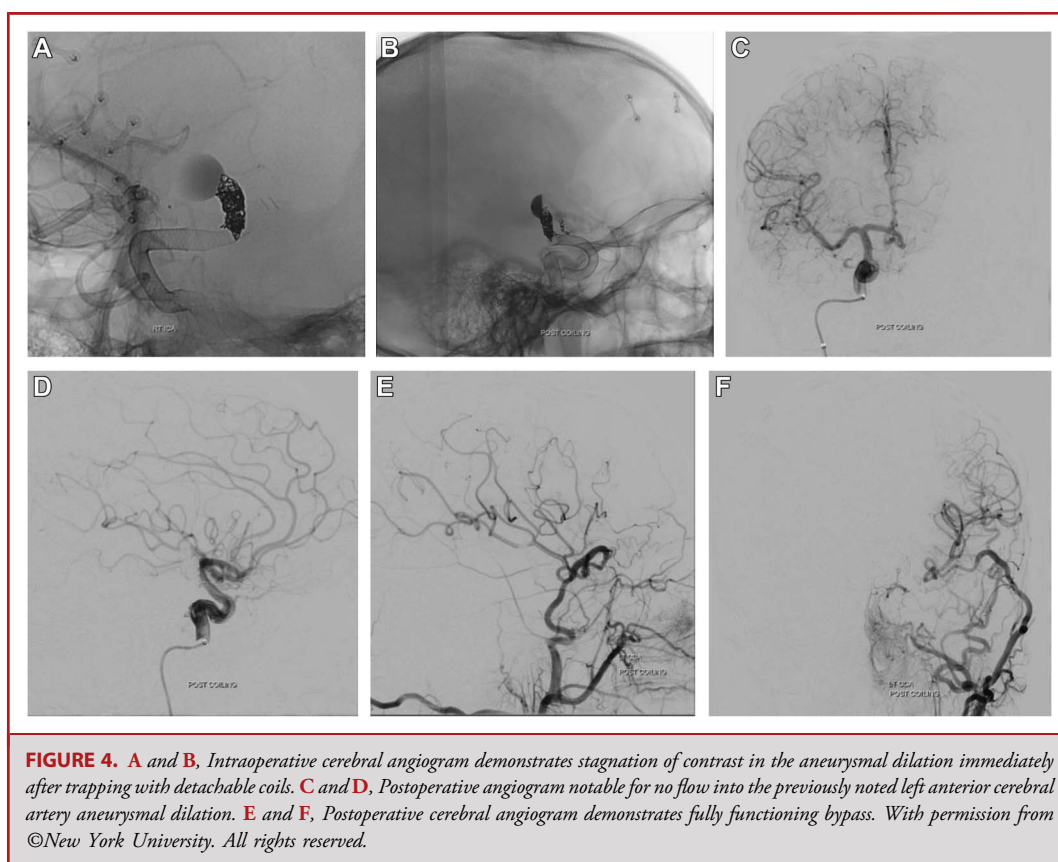 A
B
C
RT ICA
POST COILING
POST COILING
D
E
F
POST COILING
POST COILING
POST COILING
FIGURE 4. A and B, Intraoperative cerebral angiogram demonstrates stagnation of contrast in the aneurysmal dilation immediately
after trapping with detachable coils. C and D, Postoperative angiogram notable for no flow into the previously noted left anterior cerebral
artery aneurysmal dilation. E and F, Postoperative cerebral angiogram demonstrates fully functioning bypass. With permission from
©New York University. All rights reserved.